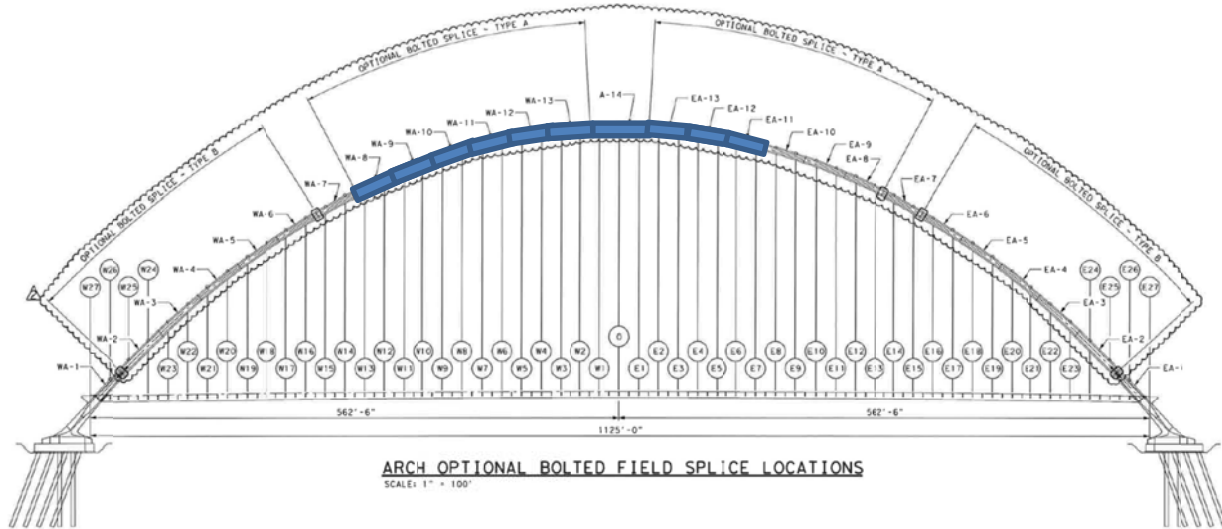 OPTIONAL BOLTED SPLICE - TYPE A
OPTIONAL BOLTED SPLICE - TYPE A
OPTIONAL BOLTED SPLICE - TYPE B
OPTIONAL BOLTED SPLICE - TYPE B
WA-1
WA-2
WA-3
WA-4
WA-5
WA-6
WA-7
WA-8
WA-9
WA-10
WA-11
WA-12
WA-13
A-14
EA-13
EA-12
EA-11
EA-10
EA-9
EA-8
EA-7
EA-6
EA-5
EA-4
EA-3
EA-2
EA-1
W27
W26
W25
W24
W23
W22
W21
W20
W19
W18
W17
W16
W15
W14
W13
W12
W11
W10
W9
W8
W7
W6
W5
W4
W3
W2
W1
0
E1
E2
E3
E4
E5
E6
E7
E8
E9
E10
E11
E12
E13
E14
E15
E16
E17
E18
E19
E20
E21
E22
E23
E24
E25
E26
E27
562'-6"
562'-6"
1125'-0"
ARCH OPTIONAL BOLTED FIELD SPLICE LOCATIONS
SCALE: 1" = 100'